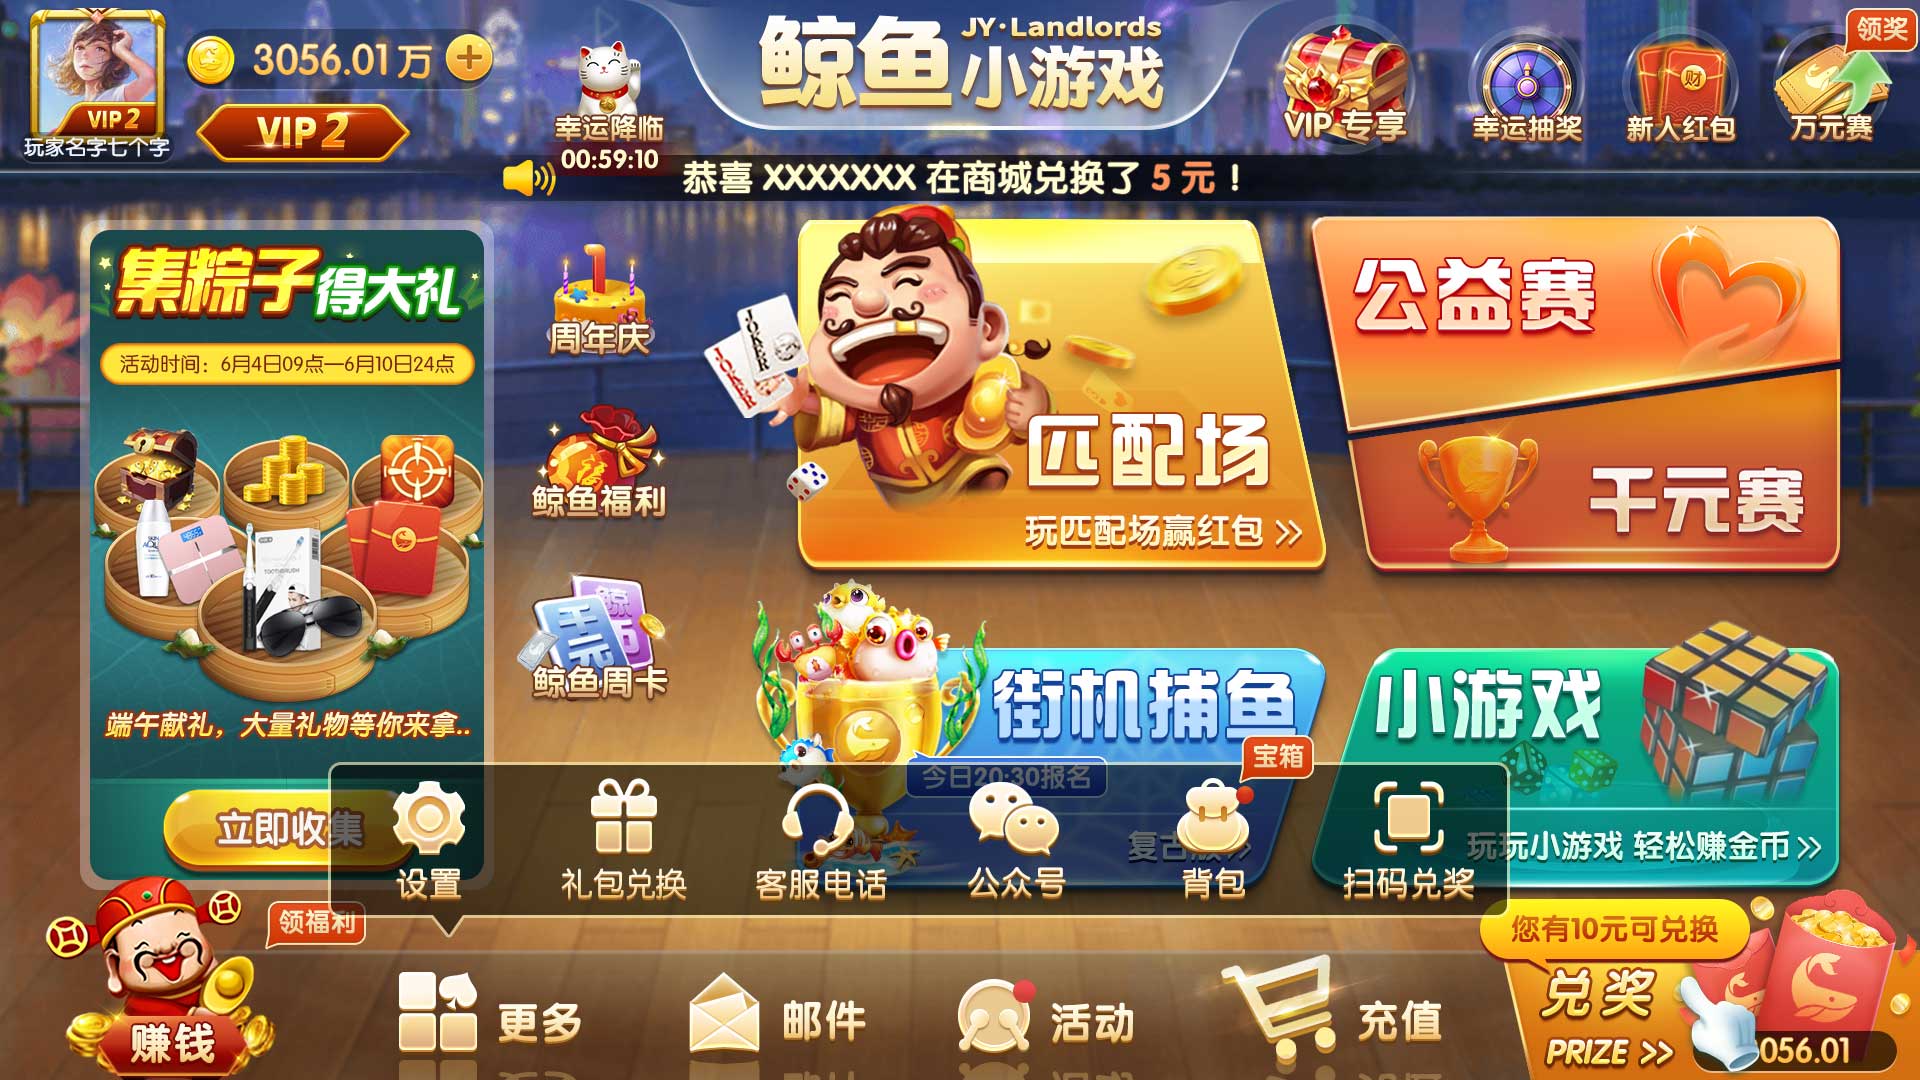 VIP 2
玩家名字七个字
3056.01万
VIP 2
幸运降临
00:59:10
鲸鱼
JY·Landlords
小游戏
VIP 专享
幸运抽奖
财
新人红包
领奖
万元赛
恭喜 XXXXXXX 在商城兑换了 5 元 !
集粽子得大礼
活动时间：6月4日09点—6月10日24点
端午献礼，大量礼物等你来拿..
立即收集
周年庆
鲸鱼福利
鲸鱼周卡
JOKER
JOKER
匹配场
玩匹配场赢红包 >>
公益赛
千元赛
街机捕鱼
今日20:30报名
复古版>>
小游戏
玩玩小游戏 轻松赚金币>>
宝箱
设置
礼包兑换
客服电话
公众号
背包
扫码兑奖
领福利
赚钱
更多
邮件
活动
充值
您有10元可兑换
兑奖
PRIZE >>
056.01